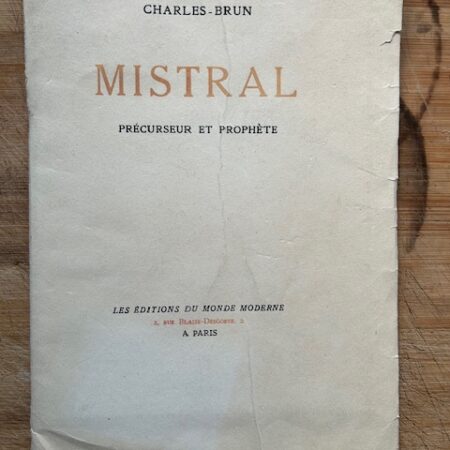 CHARLES-BRUN
MISTRAL
PRÉCURSEUR ET PROPHÈTE
LES ÉDITIONS DU MONDE MODERNE
2, RUE BLAISE-DESGOFFE, 2
A PARIS